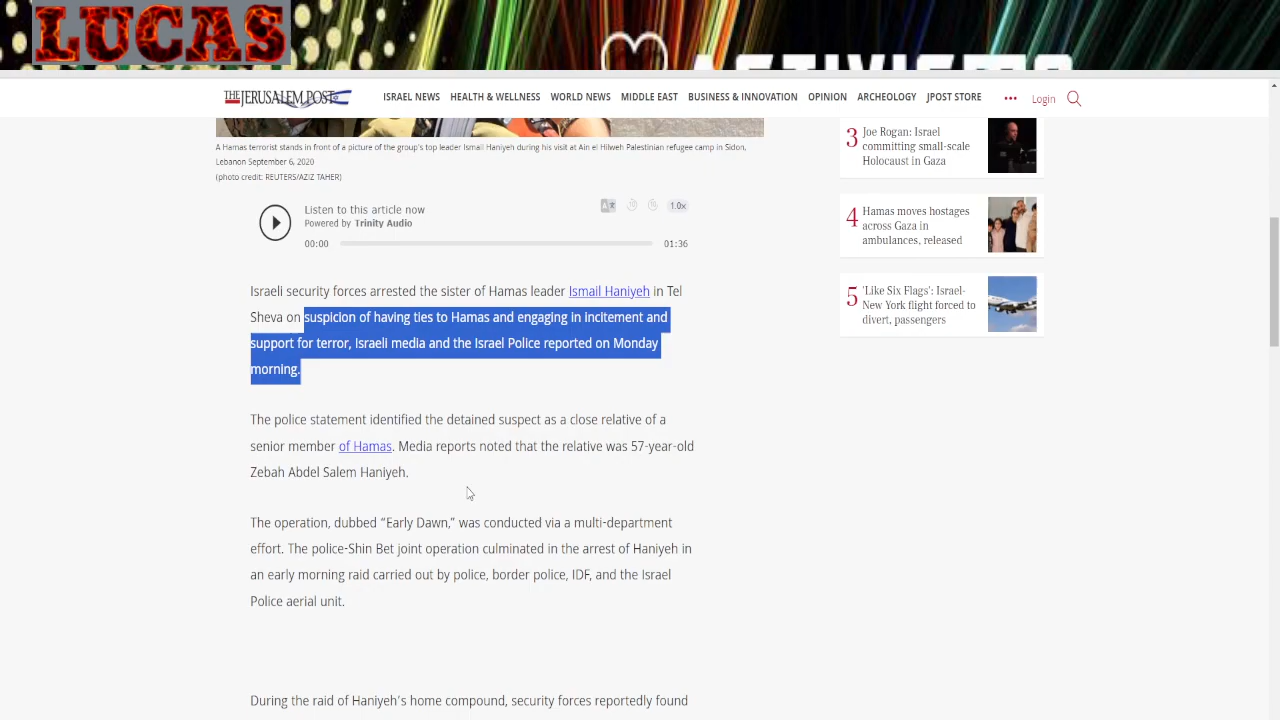 LUCAS
ACTIVISMO
THE JERUSALEM POST
ISRAEL NEWS HEALTH & WELLNESS WORLD NEWS MIDDLE EAST BUSINESS & INNOVATION OPINION ARCHEOLOGY JPOST STORE ••• Login
A Hamas terrorist stands in front of a picture of the group's top leader Ismail Haniyeh during his visit at Ain el Hilweh Palestinian refugee camp in Sidon,
Lebanon September 6, 2020
(photo credit: REUTERS/AZIZ TAHER)
Listen to this article now
Powered by Trinity Audio
1.0x
00:00
01:36
Israeli security forces arrested the sister of Hamas leader Ismail Haniyeh in Tel
Sheva on suspicion of having ties to Hamas and engaging in incitement and
support for terror, Israeli media and the Israel Police reported on Monday
morning.
The police statement identified the detained suspect as a close relative of a
senior member of Hamas. Media reports noted that the relative was 57-year-old
Zebah Abdel Salem Haniyeh.
The operation, dubbed “Early Dawn,” was conducted via a multi-department
effort. The police-Shin Bet joint operation culminated in the arrest of Haniyeh in
an early morning raid carried out by police, border police, IDF, and the Israel
Police aerial unit.
During the raid of Haniyeh's home compound, security forces reportedly found
3 Joe Rogan: Israel
committing small-scale
Holocaust in Gaza
4 Hamas moves hostages
across Gaza in
ambulances, released
5 'Like Six Flags': Israel-
New York flight forced to
divert, passengers